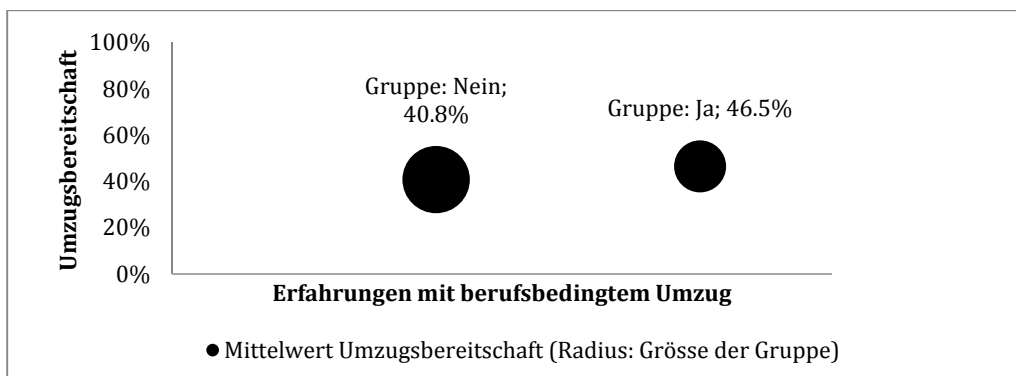 Umzugsbereitschaft
100%
80%
60%
40%
20%
0%
Gruppe: Nein;
40.8%
Gruppe: Ja; 46.5%
Erfahrungen mit berufsbedingtem Umzug
Mittelwert Umzugsbereitschaft (Radius: Grösse der Gruppe)